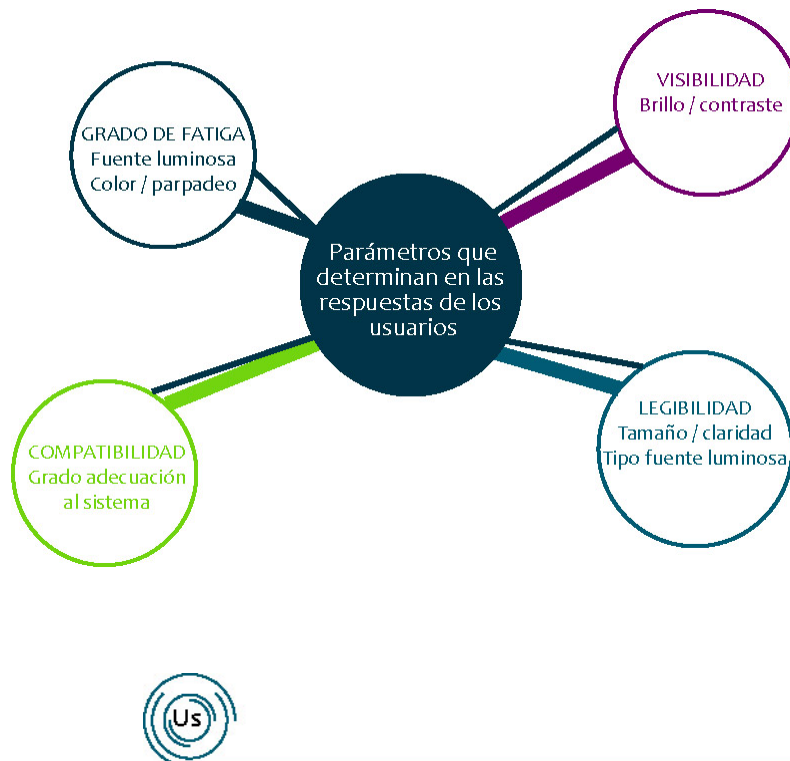 VISIBILIDAD
Brillo / contraste
GRADO DE FATIGA
Fuente luminosa
Color / parpadeo
Parámetros que
determinan en las
respuestas de los
usuarios
LEGIBILIDAD
Tamaño / claridad
Tipo fuente luminosa
COMPATIBILIDAD
Grado adecuación
al sistema
Us